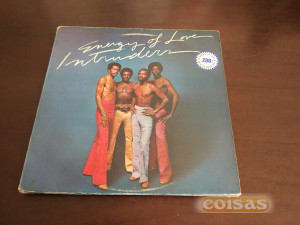 Energy of Love
Intruders
coisas